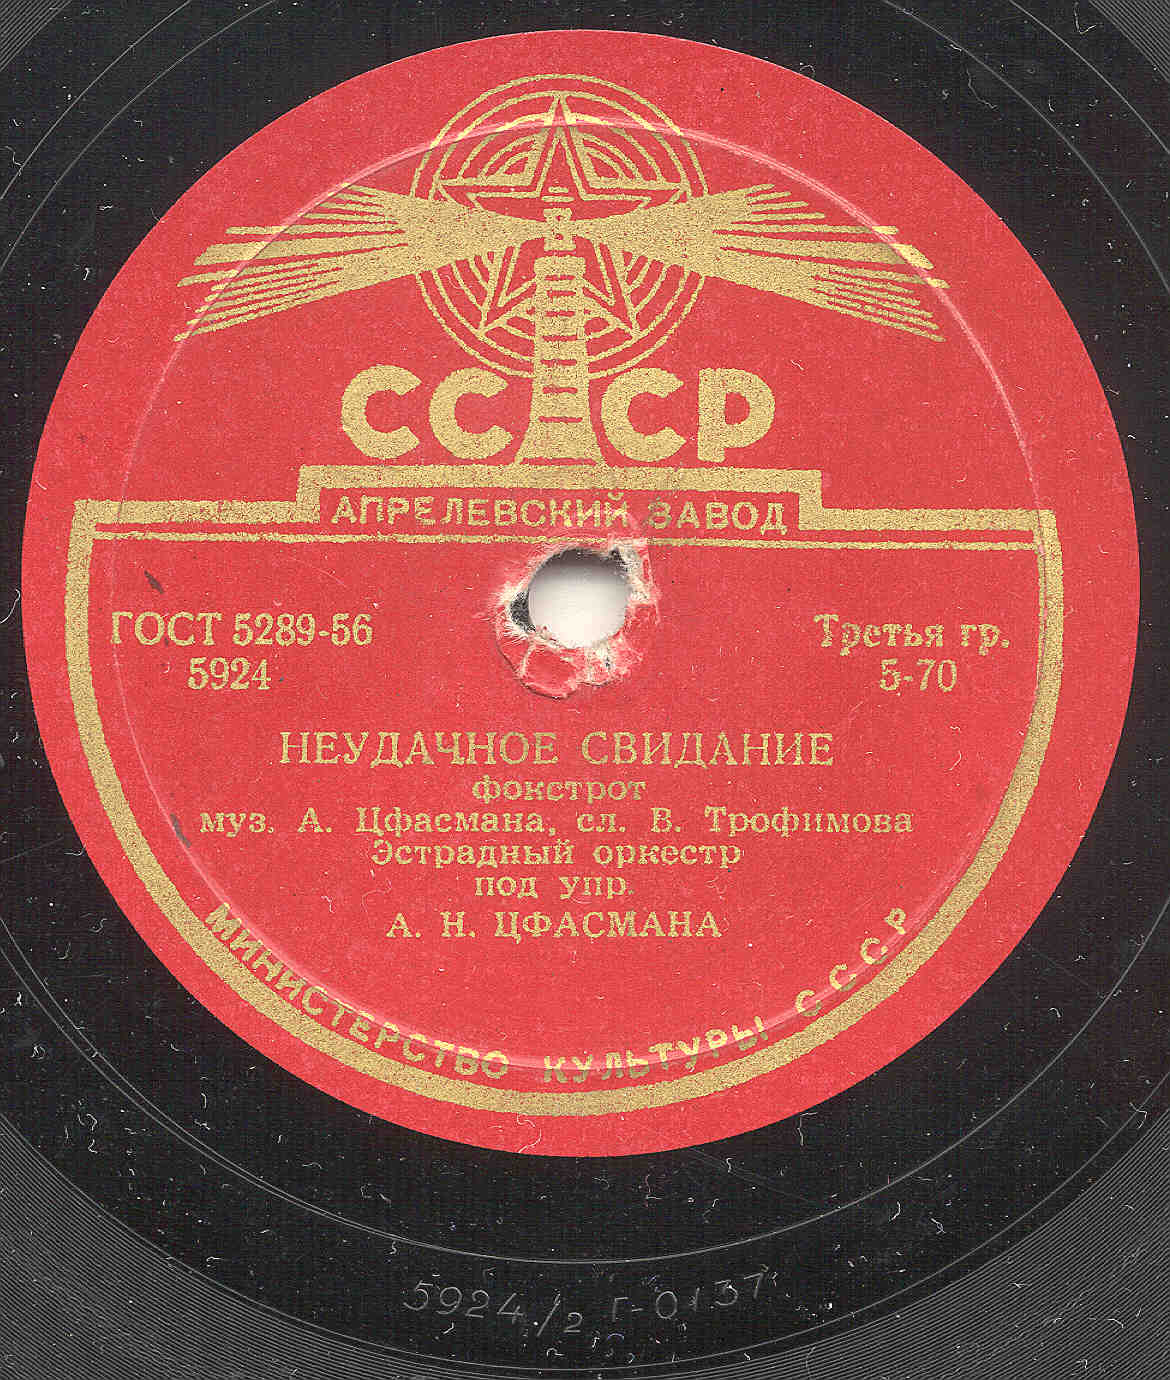 СССР
АПРЕЛЕВСКИЙ ЗАВОД
ГОСТ 5289-56
5924
Третья гр.
5-70
НЕУДАЧНОЕ СВИДАНИЕ
фокстрот
муз. А. Цфасмана, сл. В. Трофимова
Эстрадный оркестр
под упр.
А. Н. ЦФАСМАНА
МИНИСТЕРСТВО КУЛЬТУРЫ СССР
5924/2 Г-0137